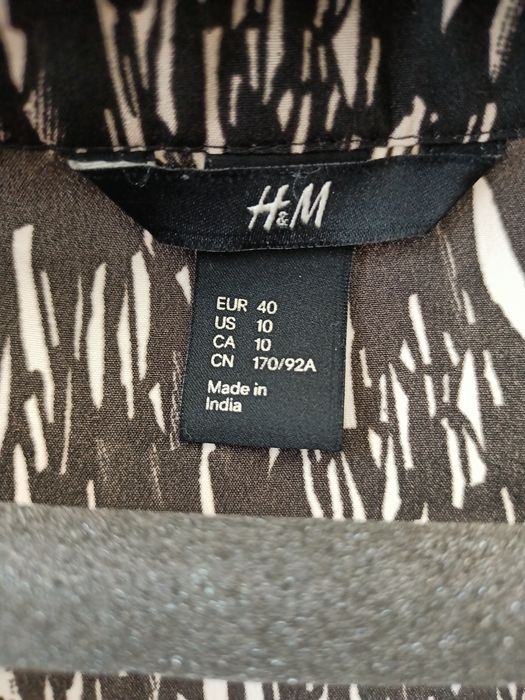 H&M
EUR 40
US 10
CA 10
CN 170/92A
Made in
India